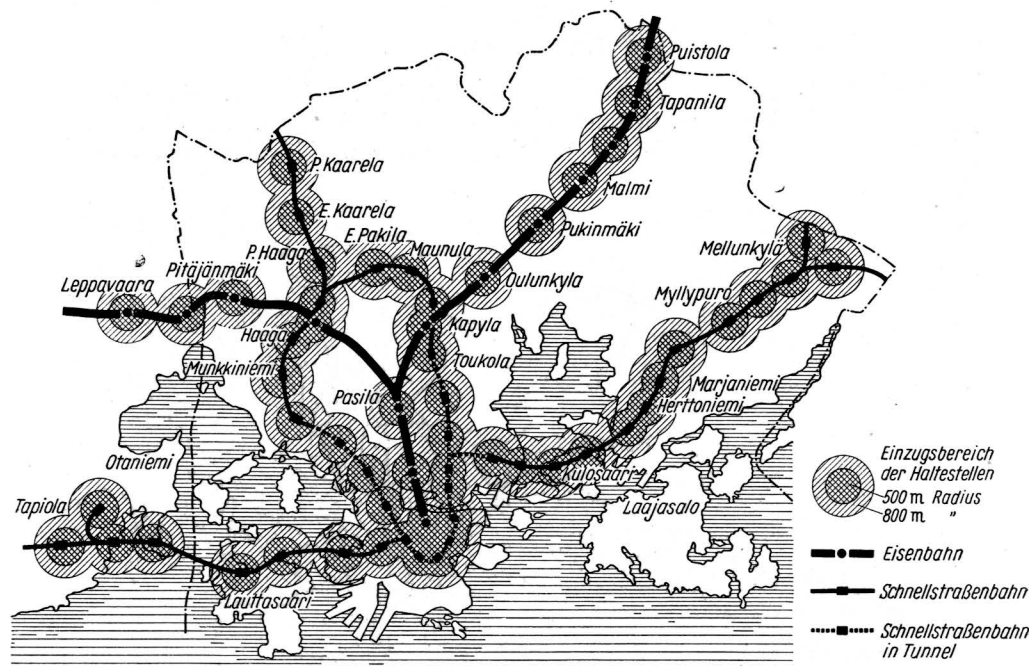 Puistola
Tapanila
P. Kaarela
Malmi
E. Kaarela
Pukinmäki
E. Pakila
Maunula
P. Haaga
Mellunkylä
Leppavaara
Pitäjänmäki
Oulunkyla
Myllypuro
Haaga
Kapyla
Munkkiniemi
Toukola
Pasila
Marjaniemi
Herttoniemi
Otaniemi
Kulosaari
Laajasalo
Tapiola
Lauttasaari
Einzugsbereich
der Haltestellen
500 m. Radius
800 m. "
Eisenbahn
Schnellstraßenbahn
Schnellstraßenbahn
in Tunnel